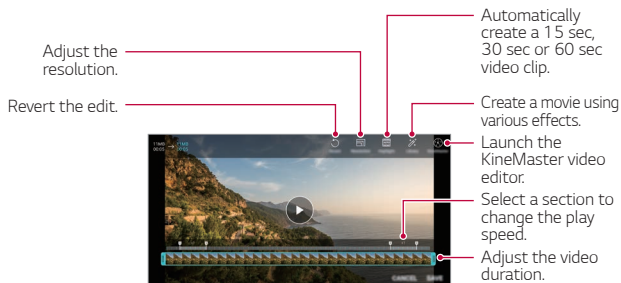 Adjust the
resolution.
Revert the edit.
Automatically
create a 15 sec,
30 sec or 60 sec
video clip.
Create a movie using
various effects.
Launch the
KineMaster video
editor.
Select a section to
change the play
speed.
Adjust the video
duration.
CANCEL SAVE